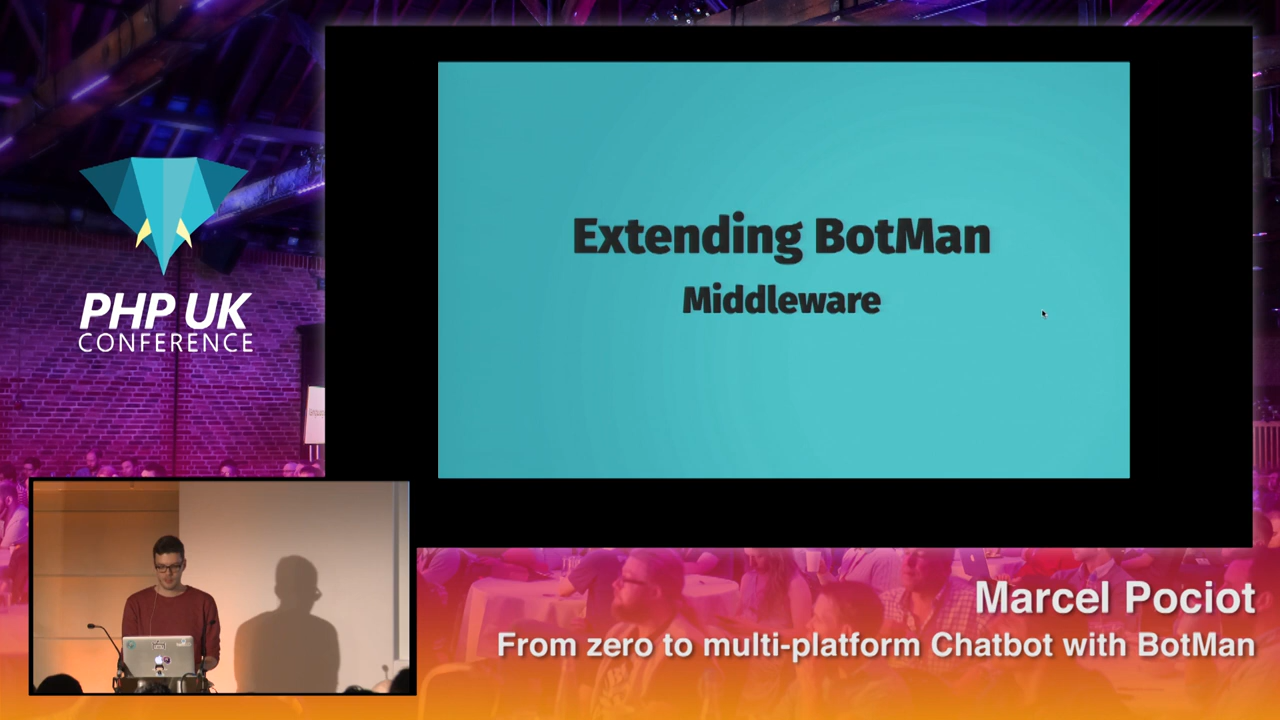 PHP UK
CONFERENCE
Extending BotMan
Middleware
Marcel Pociot
From zero to multi-platform Chatbot with BotMan